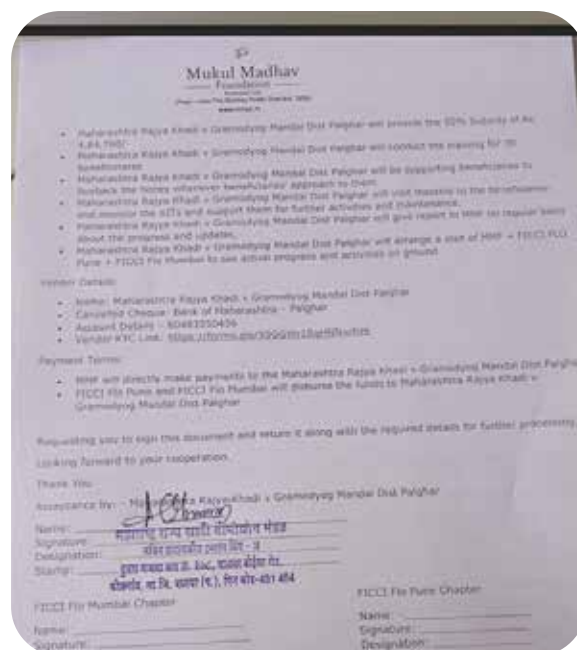 Mukul Madhav
Foundation
• Maharashtra Rajya Khadi v Gramodyog Mandal Dist Palghar will provide the 50% Subsidy of Rs
• Maharashtra Rajya Khadi v Gramodyog Mandal Dist Palghar will conduct the training for
beneficiaries
• Maharashtra Rajya Khadi v Gramodyog Mandal Dist Palghar will be supporting beneficiaries to
buyback the honey whenever beneficiaries approach to them.
• Maharashtra Rajya Khadi v Gramodyog Mandal Dist Palghar will visit monthly to the beneficiaries
and monitor the KITs and support them for further activities and maintenance.
• Maharashtra Rajya Khadi v Gramodyog Mandal Dist Palghar will give report to MMF on regular basis
about the progress and updates.
• Maharashtra Rajya Khadi v Gramodyog Mandal Dist Palghar will arrange a visit of MMF + FICCI FLO
Pune + FICCI Flo Mumbai to see actual progress and activities on ground
Vendor Details:
• Name: Maharashtra Rajya Khadi v Gramodyog Mandal Dist Palghar
• Cancelled Cheque: Bank of Maharashtra - Palghar
• Account Details -
• Vendor KYC Link:
Payment Terms:
• MMF will directly make payments to the Maharashtra Rajya Khadi v Gramodyog Mandal Dist Palghar
• FICCI Flo Pune and FICCI Flo Mumbai will disburse the funds to Maharashtra Rajya Khadi v
Gramodyog Mandal Dist Palghar
Requesting you to sign this document and return it along with the required details for further processing.
Looking forward to your cooperation.
Thank You
Acceptance by: - Maharashtra Rajya Khadi v Gramodyog Mandal Dist Palghar
Name:
Signature:
Designation:
Stamp:
FICCI Flo Mumbai Chapter
Name:
Signature:
FICCI Flo Pune Chapter
Name:
Signature:
Designation: